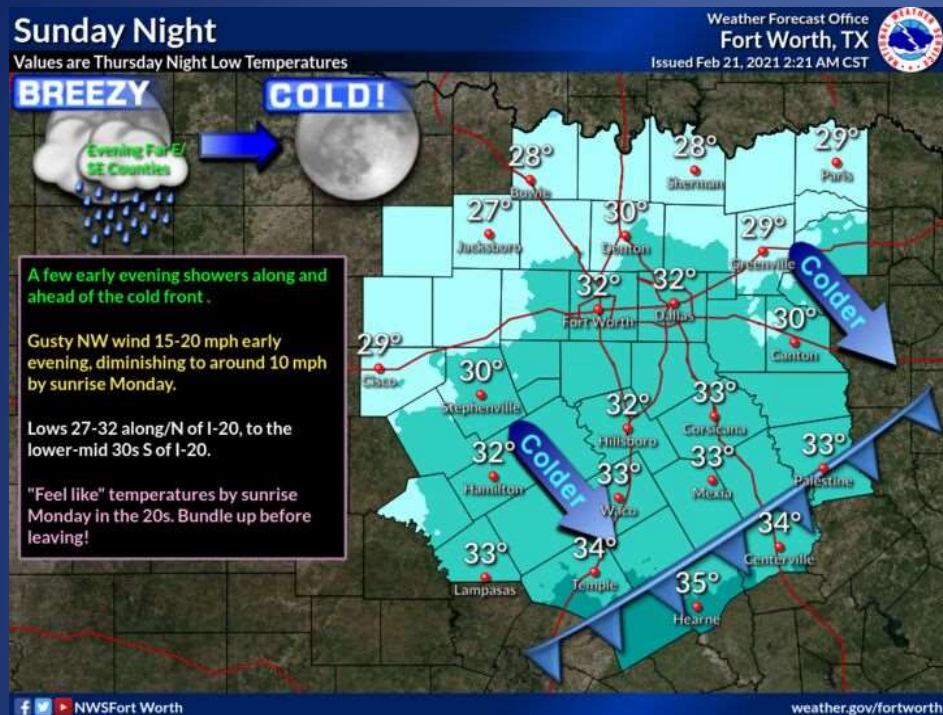 Sunday Night
Values are Thursday Night Low Temperatures
Weather Forecast Office
Fort Worth, TX
Issued Feb 21, 2021 2:21 AM CST
NATIONAL WEATHER SERVICE
BREEZY
COLD!
Evening Far E/
SE Counties
A few early evening showers along and
ahead of the cold front .
Gusty NW wind 15-20 mph early
evening, diminishing to around 10 mph
by sunrise Monday.
Lows 27-32 along/N of I-20, to the
lower-mid 30s S of I-20.
"Feel like" temperatures by sunrise
Monday in the 20s. Bundle up before
leaving!
28°
Bowie
28°
Sherman
29°
Paris
27°
Jacksboro
30°
Denton
29°
Greenville
32°
Fort Worth
32°
Dallas
30°
Canton
Colder
29°
Cisco
30°
Stephenville
32°
Hillsboro
33°
Corsicana
32°
Hamilton
Colder
33°
Waco
33°
Mexia
33°
Palestine
33°
Lampasas
34°
Temple
34°
Centerville
35°
Hearne
NWSFort Worth
weather.gov/fortworth